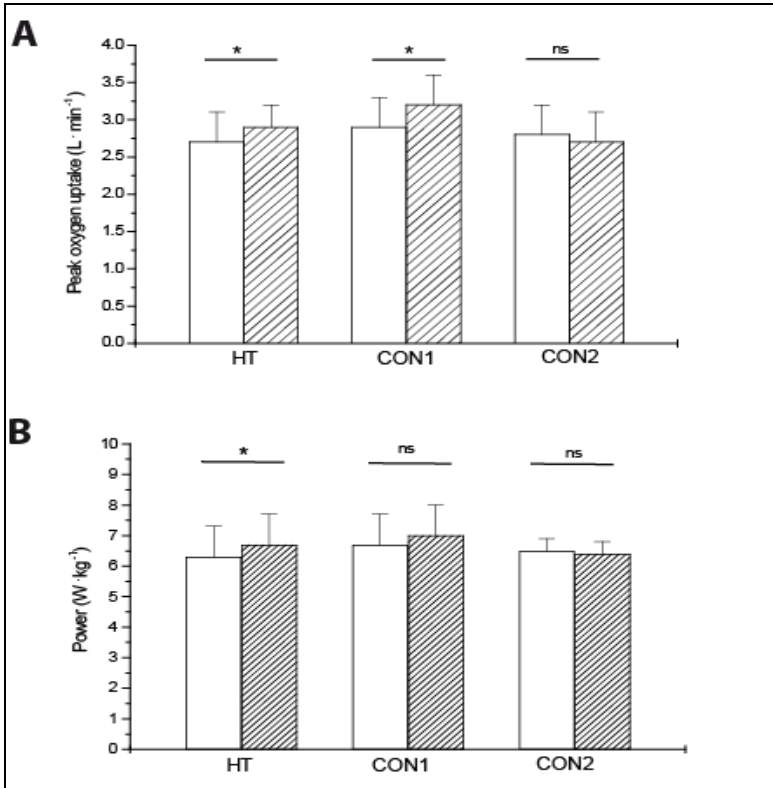 A
Peak oxygen uptake (L· min⁻¹)
4.0
3.5
3.0
2.5
2.0
1.5
1.0
0.5
0.0
*
*
ns
HT
CON1
CON2
B
Power (W ·kg⁻¹)
10
9
8
7
6
5
4
3
2
1
0
*
ns
ns
HT
CON1
CON2